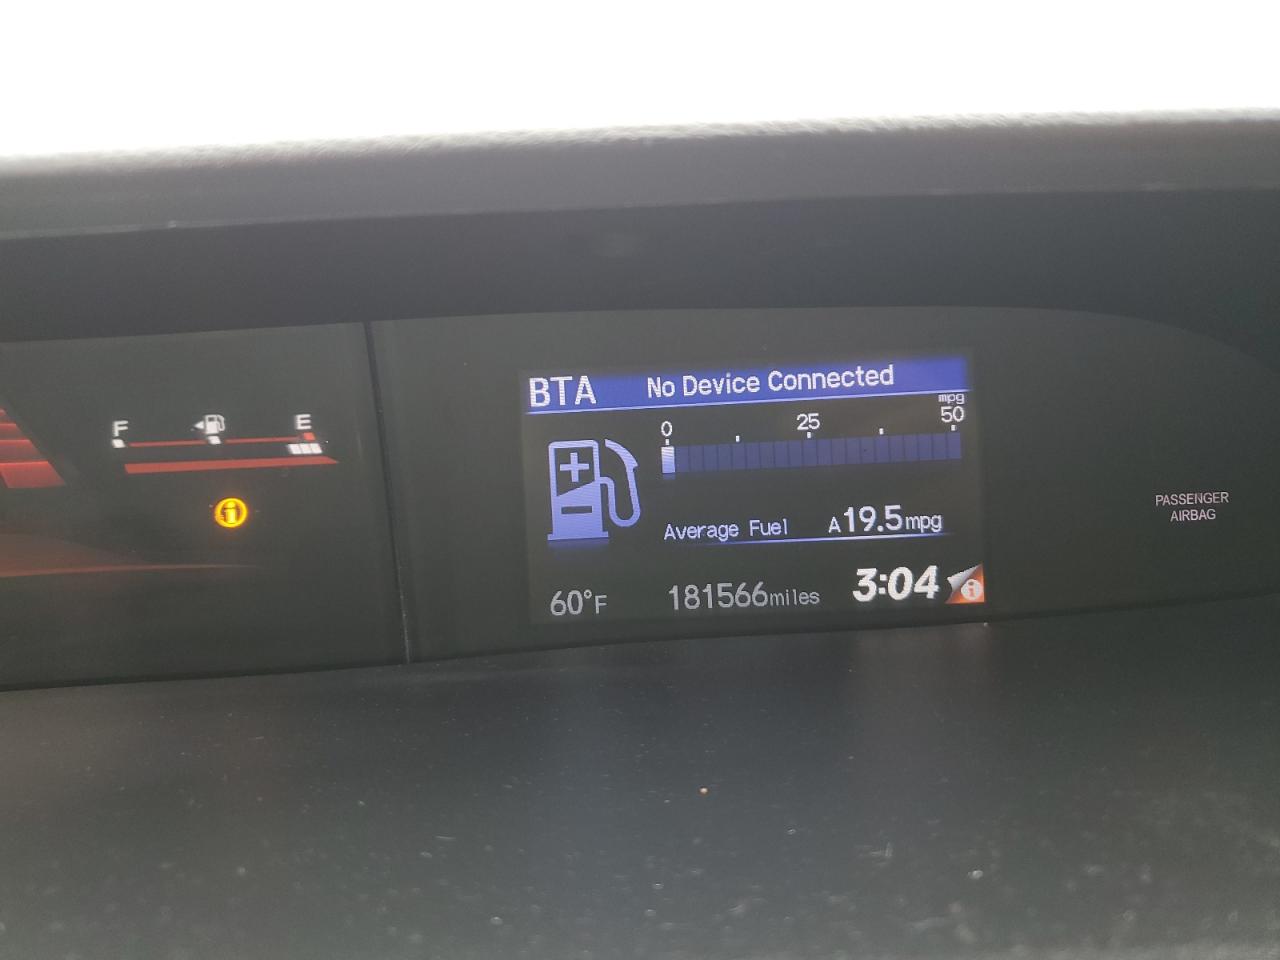 BTA No Device Connected
mpg
0 25 50
F E
Average Fuel A19.5mpg
60°F 181566miles 3:04 i
i
PASSENGER
AIRBAG